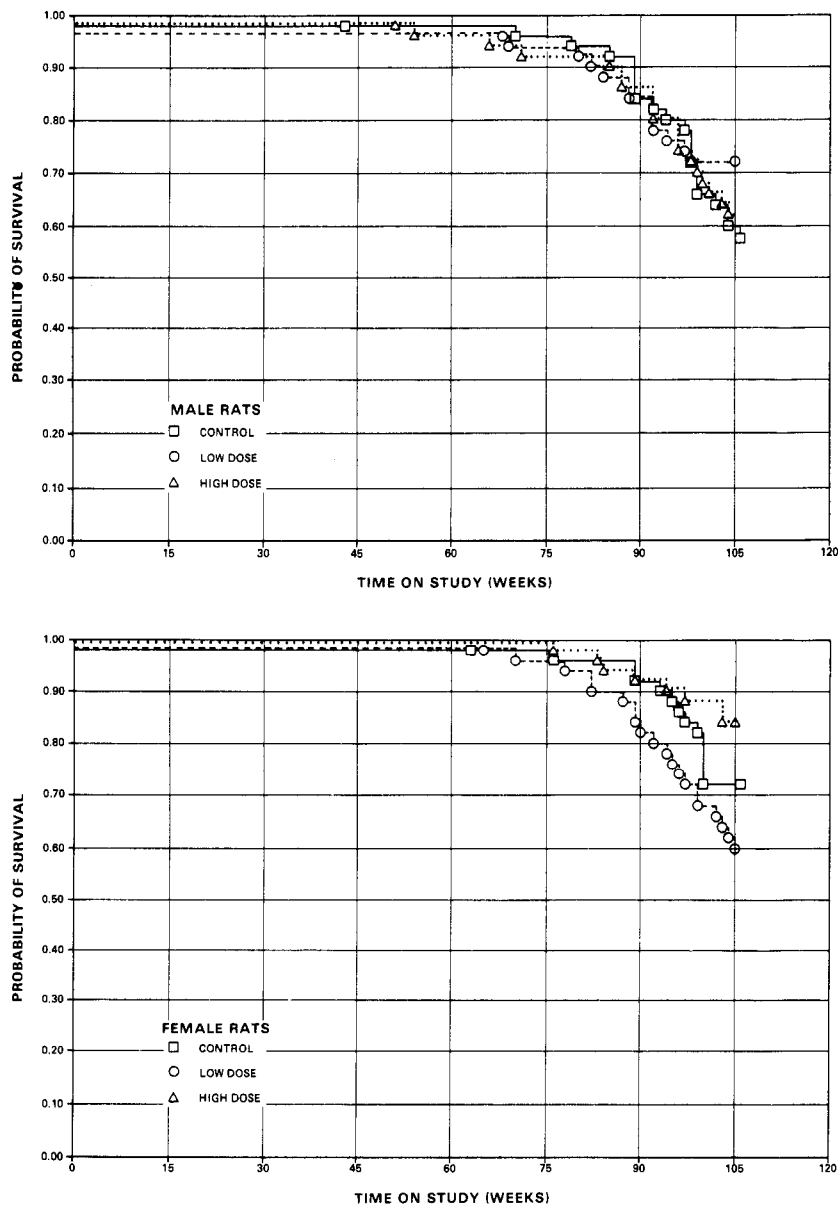 1.00
0.90
0.80
0.70
0.60
0.50
0.40
0.30
0.20
0.10
0.00
PROBABILITY OF SURVIVAL
MALE RATS
CONTROL
LOW DOSE
HIGH DOSE
0 15 30 45 60 75 90 105 120
TIME ON STUDY (WEEKS)
1.00
0.90
0.80
0.70
0.60
0.50
0.40
0.30
0.20
0.10
0.00
PROBABILITY OF SURVIVAL
FEMALE RATS
CONTROL
LOW DOSE
HIGH DOSE
0 15 30 45 60 75 90 105 120
TIME ON STUDY (WEEKS)